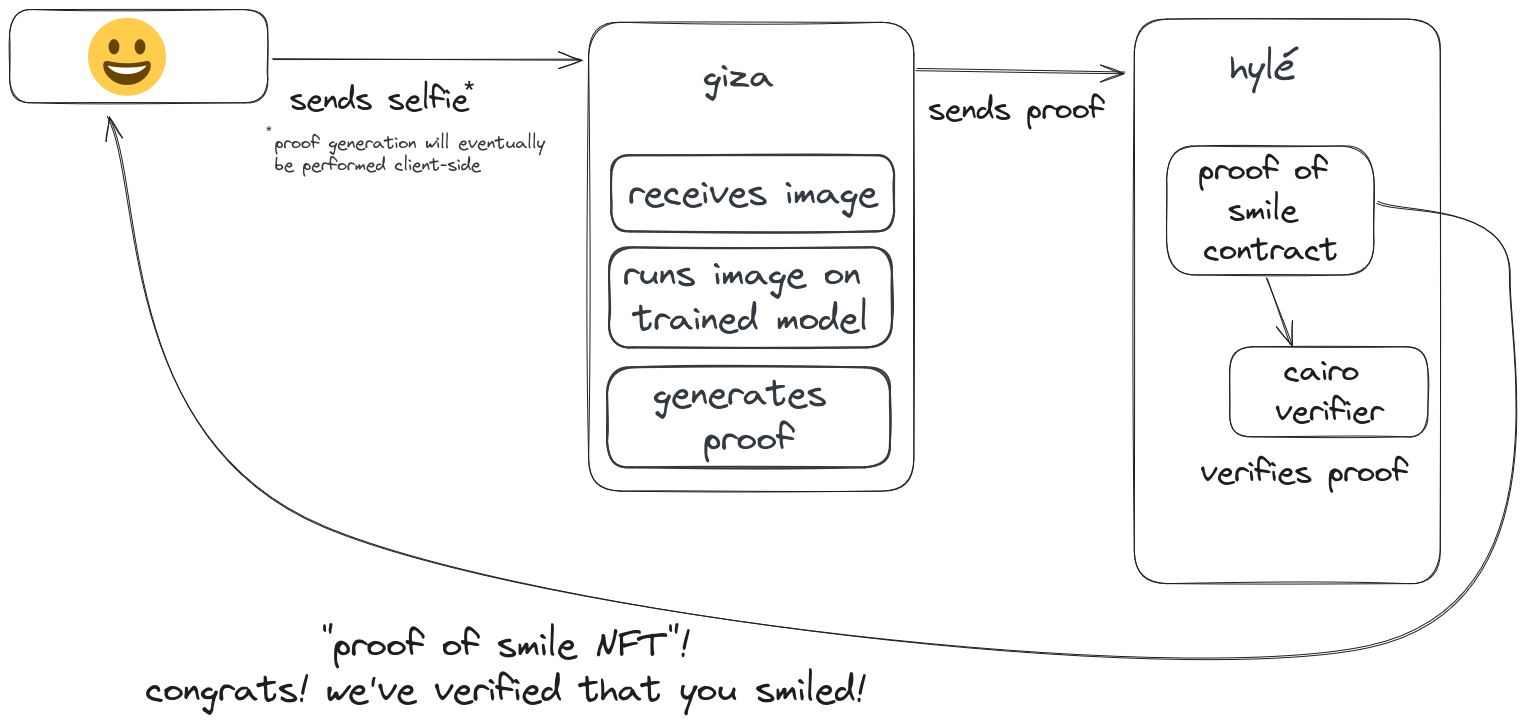 sends selfie*
*proof generation will eventually
be performed client-side
giza
receives image
runs image on
trained model
generates
proof
sends proof
hylé
proof of
smile
contract
cairo
verifier
verifies proof
"proof of smile NFT"!
congrats! we've verified that you smiled!